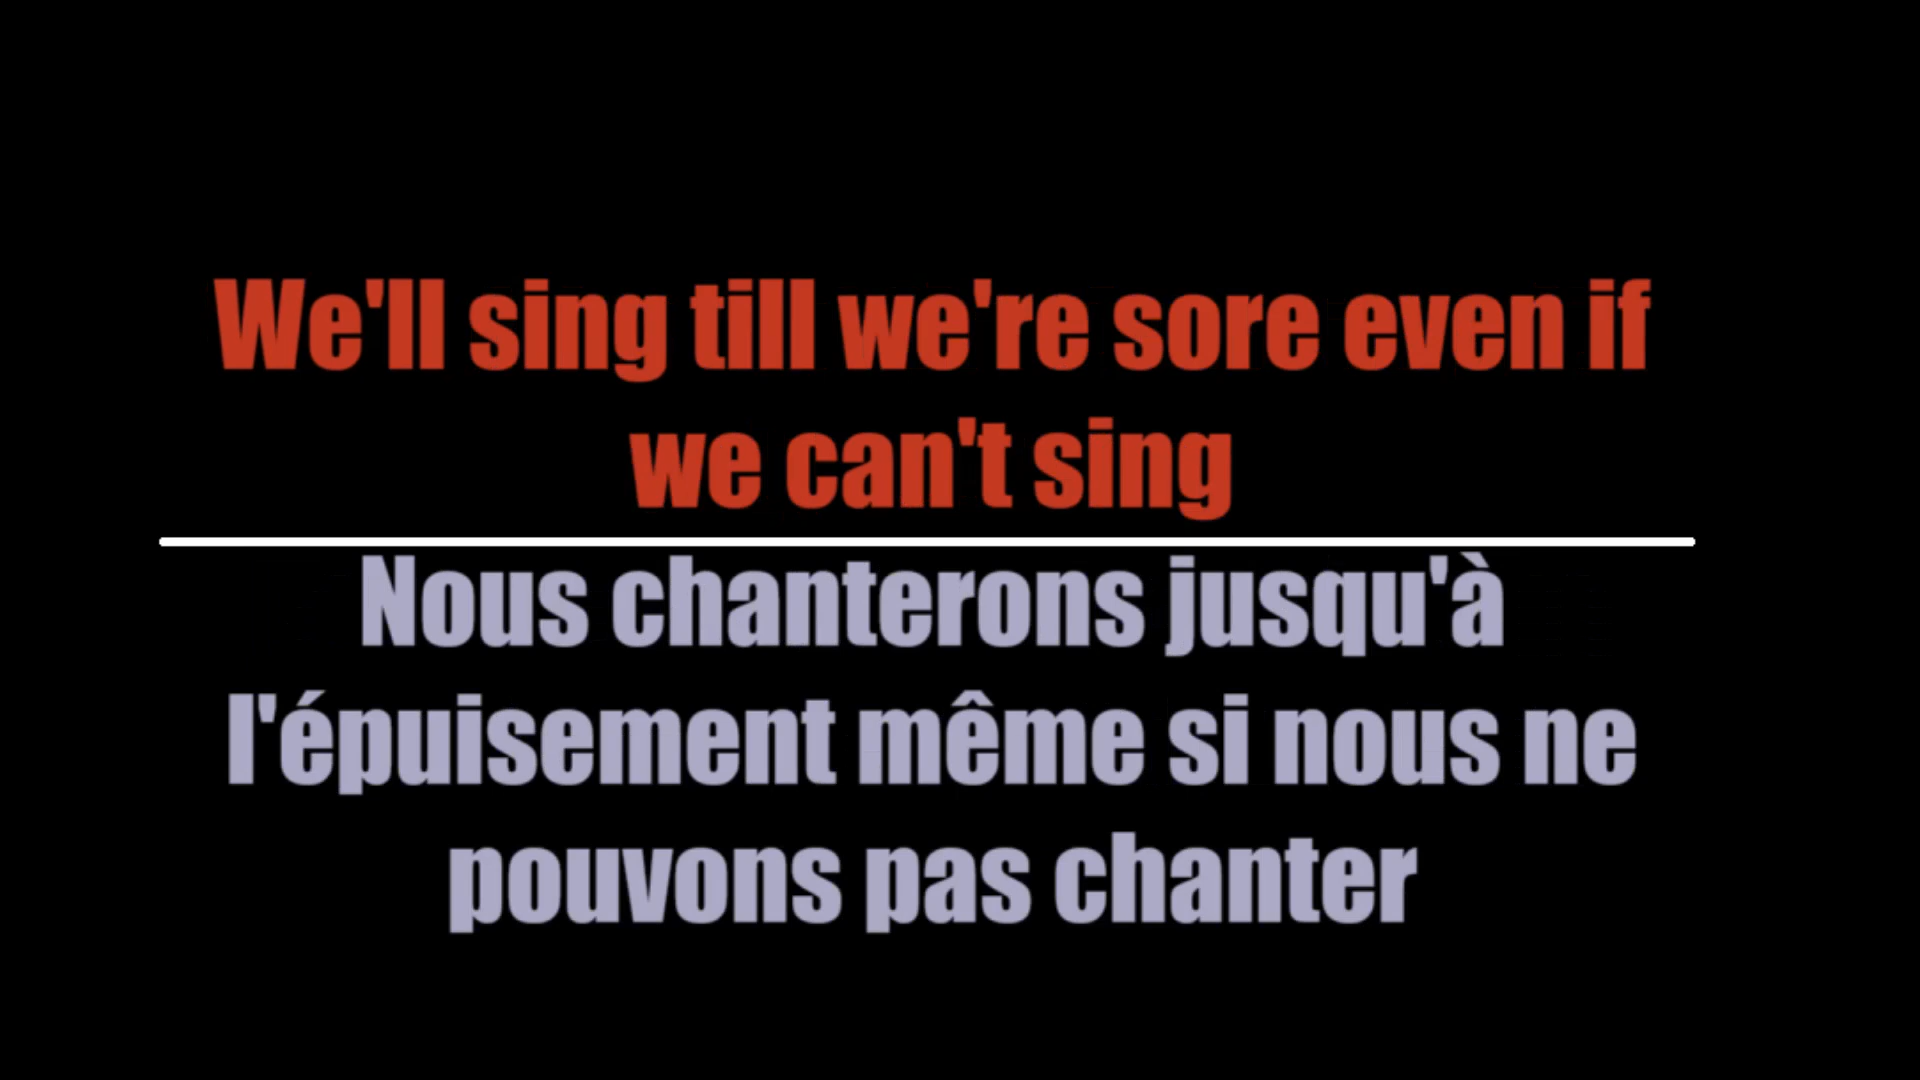 We'll sing till we're sore even if
we can't sing
Nous chanterons jusqu'à
l'épuisement même si nous ne
pouvons pas chanter